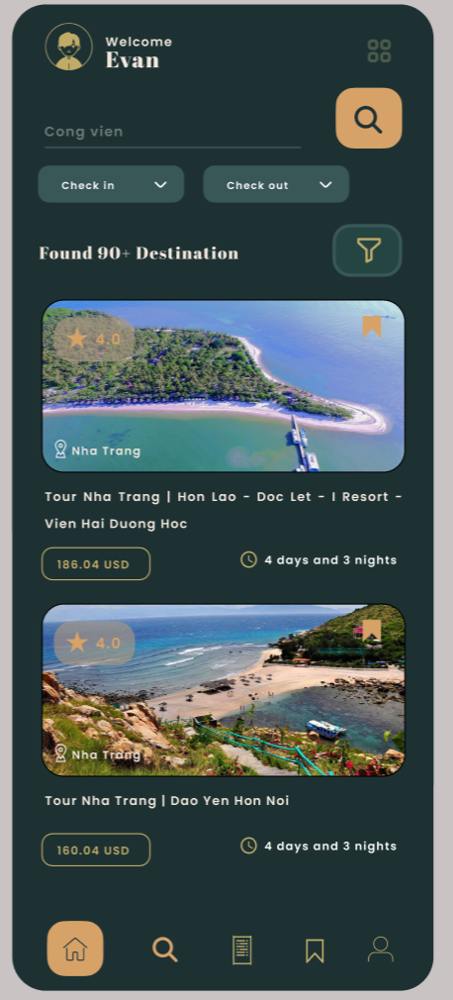 Welcome
Evan
Cong vien
Check in
Check out
Found 90+ Destination
4.0
Nha Trang
Tour Nha Trang | Hon Lao - Doc Let - I Resort -
Vien Hai Duong Hoc
186.04 USD
4 days and 3 nights
4.0
Nha Trang
Tour Nha Trang | Dao Yen Hon Noi
160.04 USD
4 days and 3 nights